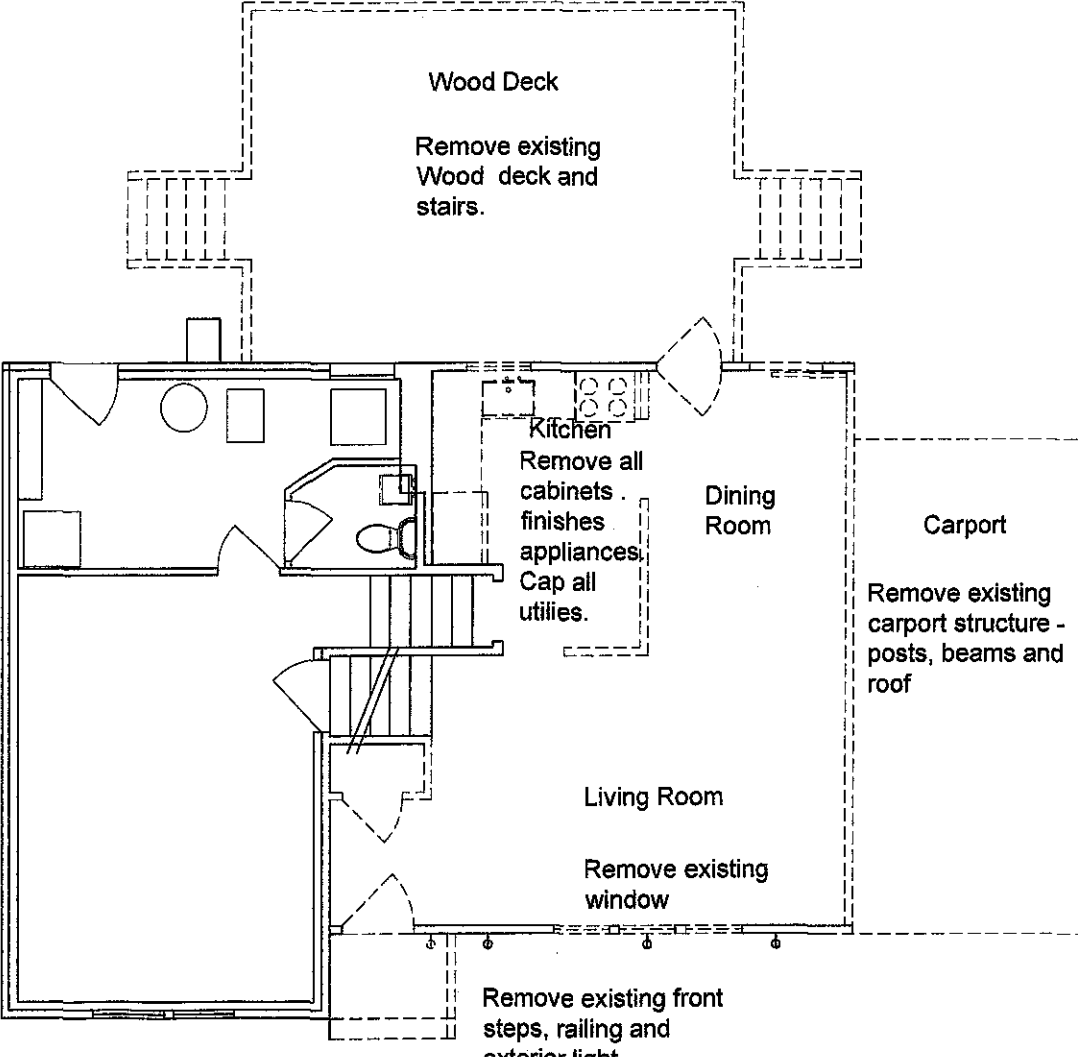 Wood Deck
Remove existing
Wood deck and
stairs.
Kitchen
Remove all
cabinets .
finishes
appliances.
Cap all
utilies.
Dining
Room
Carport
Remove existing
carport structure -
posts, beams and
roof
Living Room
Remove existing
window
Remove existing front
steps, railing and
exterior light